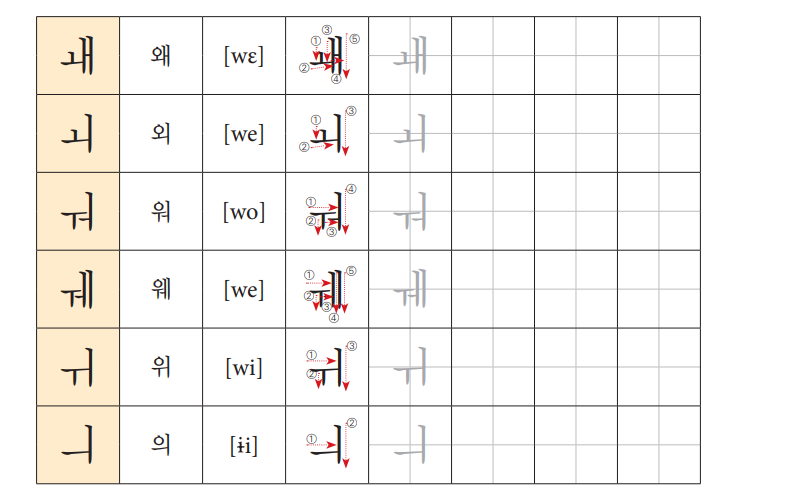 ㅙ 왜 [wɛ] ① ② ③ ④ ⑤ ㅙ
ㅚ 외 [we] ① ② ③ ㅚ
ㅝ 워 [wo] ① ② ③ ④ ㅝ
ㅞ 웨 [we] ① ② ③ ④ ⑤ ㅞ
ㅟ 위 [wi] ① ② ③ ㅟ
ㅢ 의 [ɨi] ① ② ㅢ